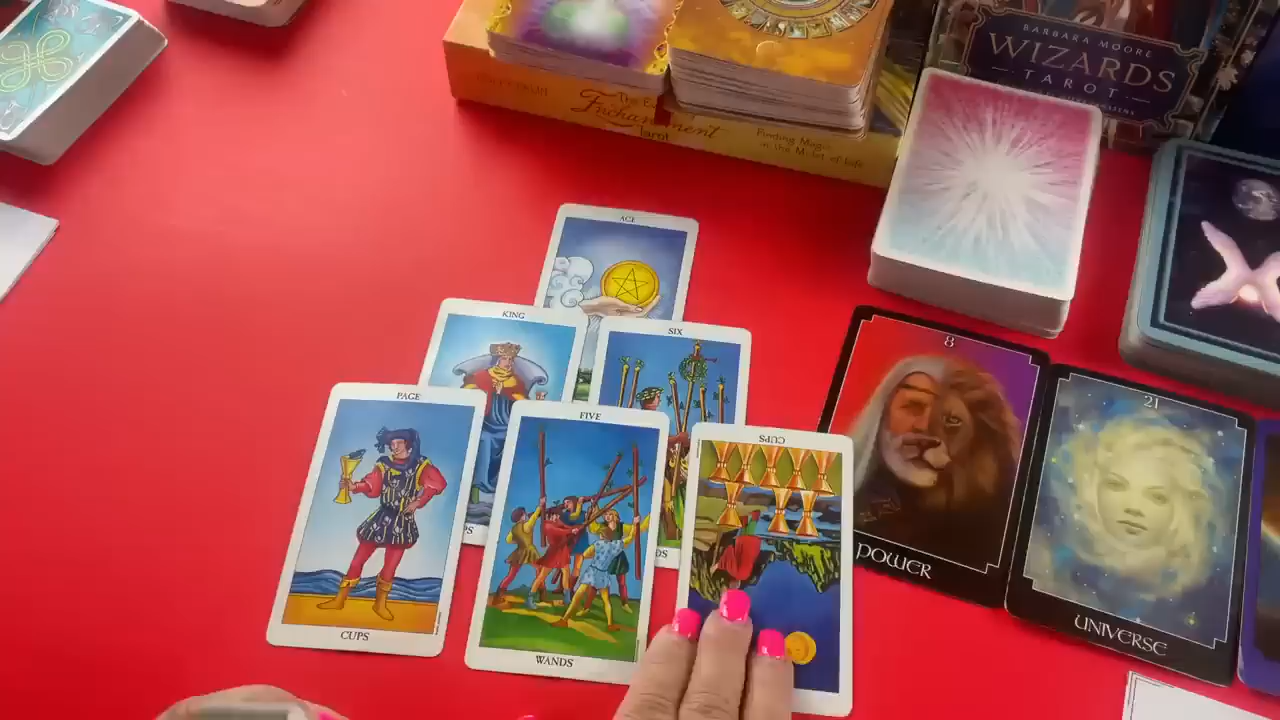 BARBARA MOORE
WIZARDS
TAROT
Enchantment
Tarot
Finding Magic
in the Midst of Life
ACE
KING
SIX
PAGE
FIVE
CUPS
8
21
CUPS
WANDS
POWER
UNIVERSE